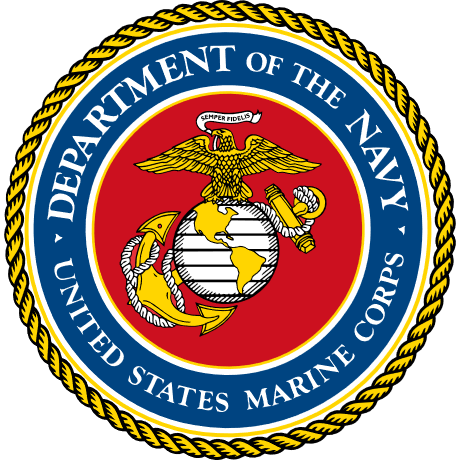 DEPARTMENT OF THE NAVY
SEMPER FIDELIS
UNITED STATES MARINE CORPS